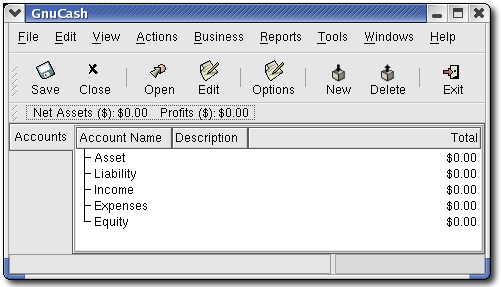 GnuCash
File Edit View Actions Business Reports Tools Windows Help
Save Close Open Edit Options New Delete Exit
Net Assets ($): $0.00 Profits ($): $0.00
Accounts Account Name Description Total
Asset $0.00
Liability $0.00
Income $0.00
Expenses $0.00
Equity $0.00